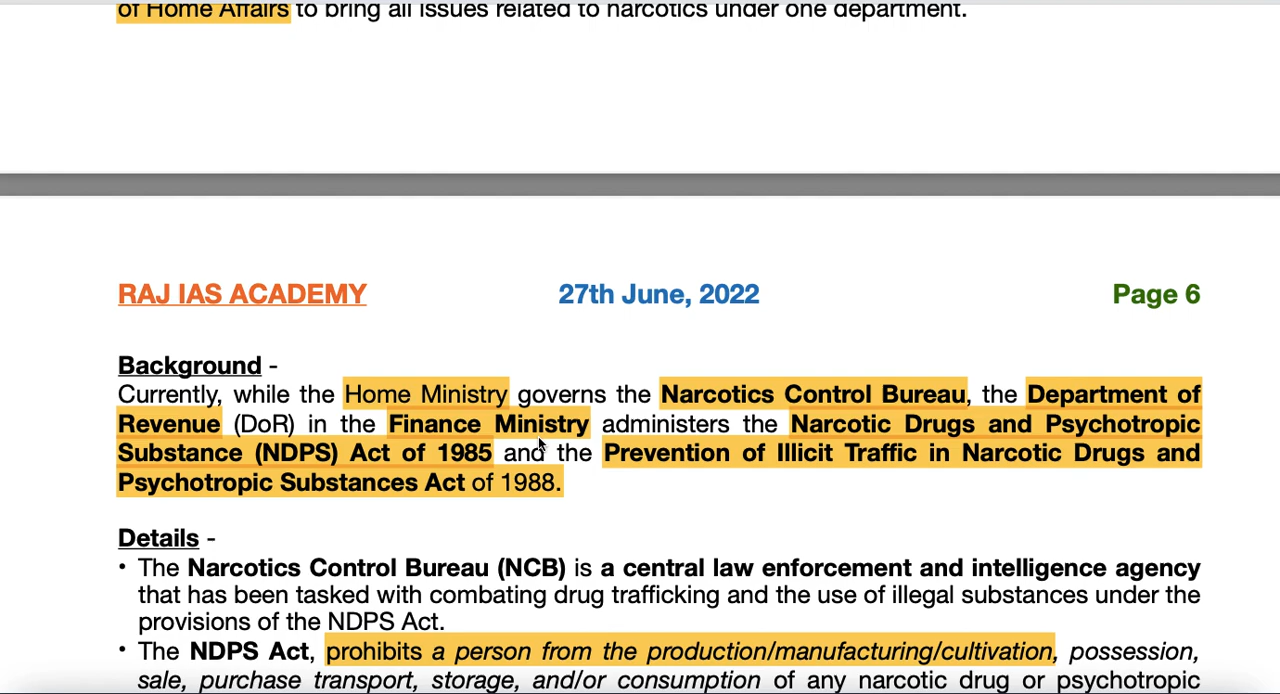 of Home Affairs to bring all issues related to narcotics under one department.
RAJ IAS ACADEMY 27th June, 2022 Page 6
Background -
Currently, while the Home Ministry governs the Narcotics Control Bureau, the Department of
Revenue (DoR) in the Finance Ministry administers the Narcotic Drugs and Psychotropic
Substance (NDPS) Act of 1985 and the Prevention of Illicit Traffic in Narcotic Drugs and
Psychotropic Substances Act of 1988.
Details -
• The Narcotics Control Bureau (NCB) is a central law enforcement and intelligence agency
that has been tasked with combating drug trafficking and the use of illegal substances under the
provisions of the NDPS Act.
• The NDPS Act, prohibits a person from the production/manufacturing/cultivation, possession,
sale, purchase transport, storage, and/or consumption of any narcotic drug or psychotropic